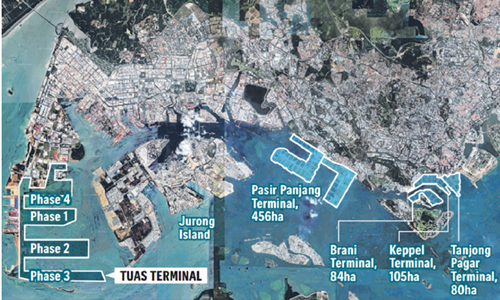 Pasir Panjang
Terminal,
456ha
Phase 4
Phase 1
Jurong
Island
Phase 2
Brani
Terminal,
84ha
Keppel
Terminal,
105ha
Tanjong
Pagar
Terminal,
80ha
Phase 3
TUAS TERMINAL